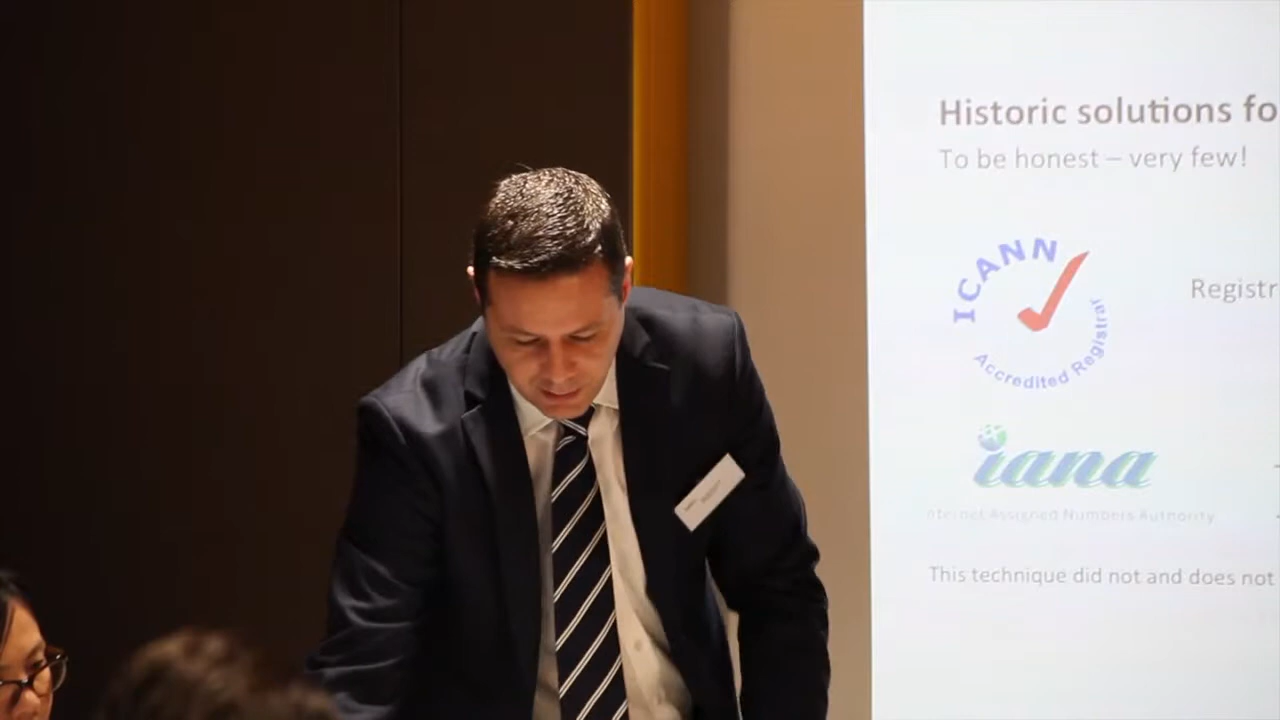 Historic solutions fo
To be honest – very few!
ICANN
Registr
Accredited Registrar
iana
Internet Assigned Numbers Authority
This technique did not and does not